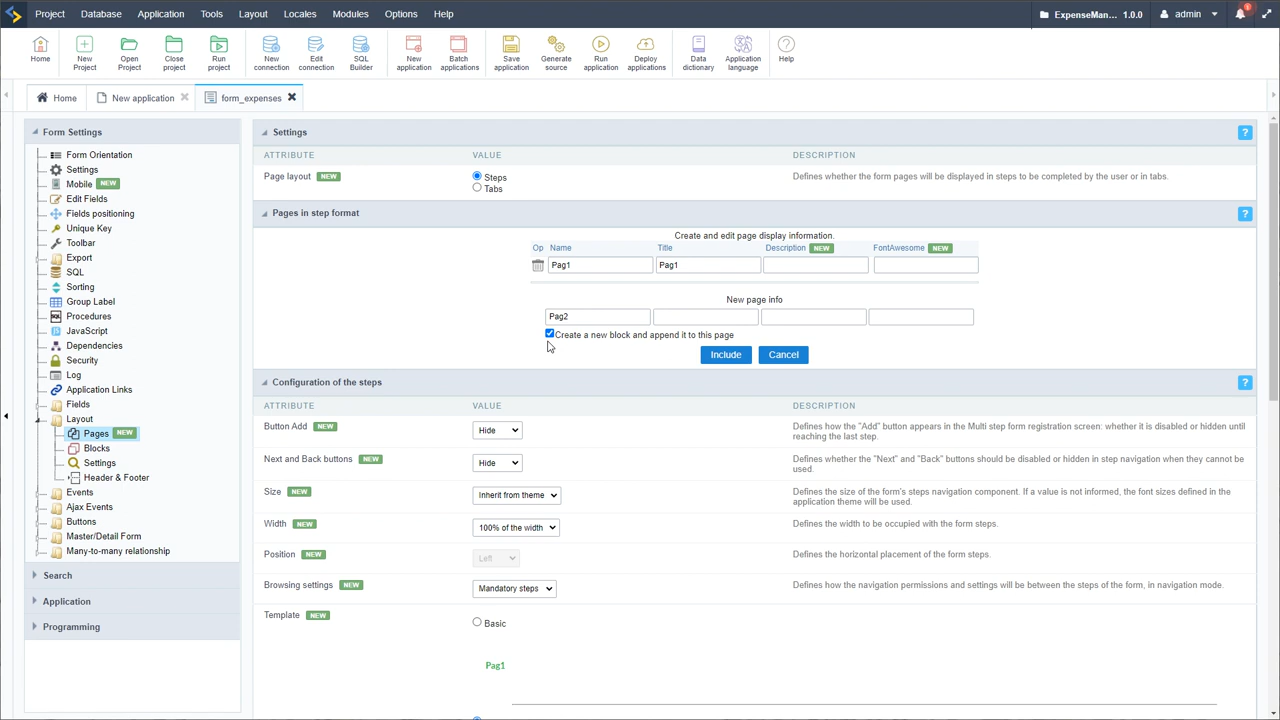 Project Database Application Tools Layout Locales Modules Options Help ExpenseMan... 1.0.0 admin
Home New Project Open Project Close project Run project New connection Edit connection SQL Builder New application Batch applications Save application Generate source Run application Deploy applications Data dictionary Application language Help
Home New application form_expenses
Form Settings
Form Orientation
Settings
Mobile NEW
Edit Fields
Fields positioning
Unique Key
Toolbar
Export
SQL
Sorting
Group Label
Procedures
JavaScript
Dependencies
Security
Log
Application Links
Fields
Layout
Pages NEW
Blocks
Settings
Header & Footer
Events
Ajax Events
Buttons
Master/Detail Form
Many-to-many relationship
Search
Application
Programming
Settings ?
ATTRIBUTE VALUE DESCRIPTION
Page layout NEW Steps Defines whether the form pages will be displayed in steps to be completed by the user or in tabs.
Tabs
Pages in step format ?
Create and edit page display information.
Op Name Title Description NEW FontAwesome NEW
Pag1 Pag1
New page info
Pag2
Create a new block and append it to this page
Include Cancel
Configuration of the steps ?
ATTRIBUTE VALUE DESCRIPTION
Button Add NEW Hide Defines how the "Add" button appears in the Multi step form registration screen: whether it is disabled or hidden until
reaching the last step.
Next and Back buttons NEW Hide Defines whether the "Next" and "Back" buttons should be disabled or hidden in step navigation when they cannot be
used.
Size NEW Inherit from theme Defines the size of the form's steps navigation component. If a value is not informed, the font sizes defined in the
application theme will be used.
Width NEW 100% of the width Defines the width to be occupied with the form steps.
Position NEW Left Defines the horizontal placement of the form steps.
Browsing settings NEW Mandatory steps Defines how the navigation permissions and settings will be between the steps of the form, in navigation mode.
Template NEW Basic
Pag1